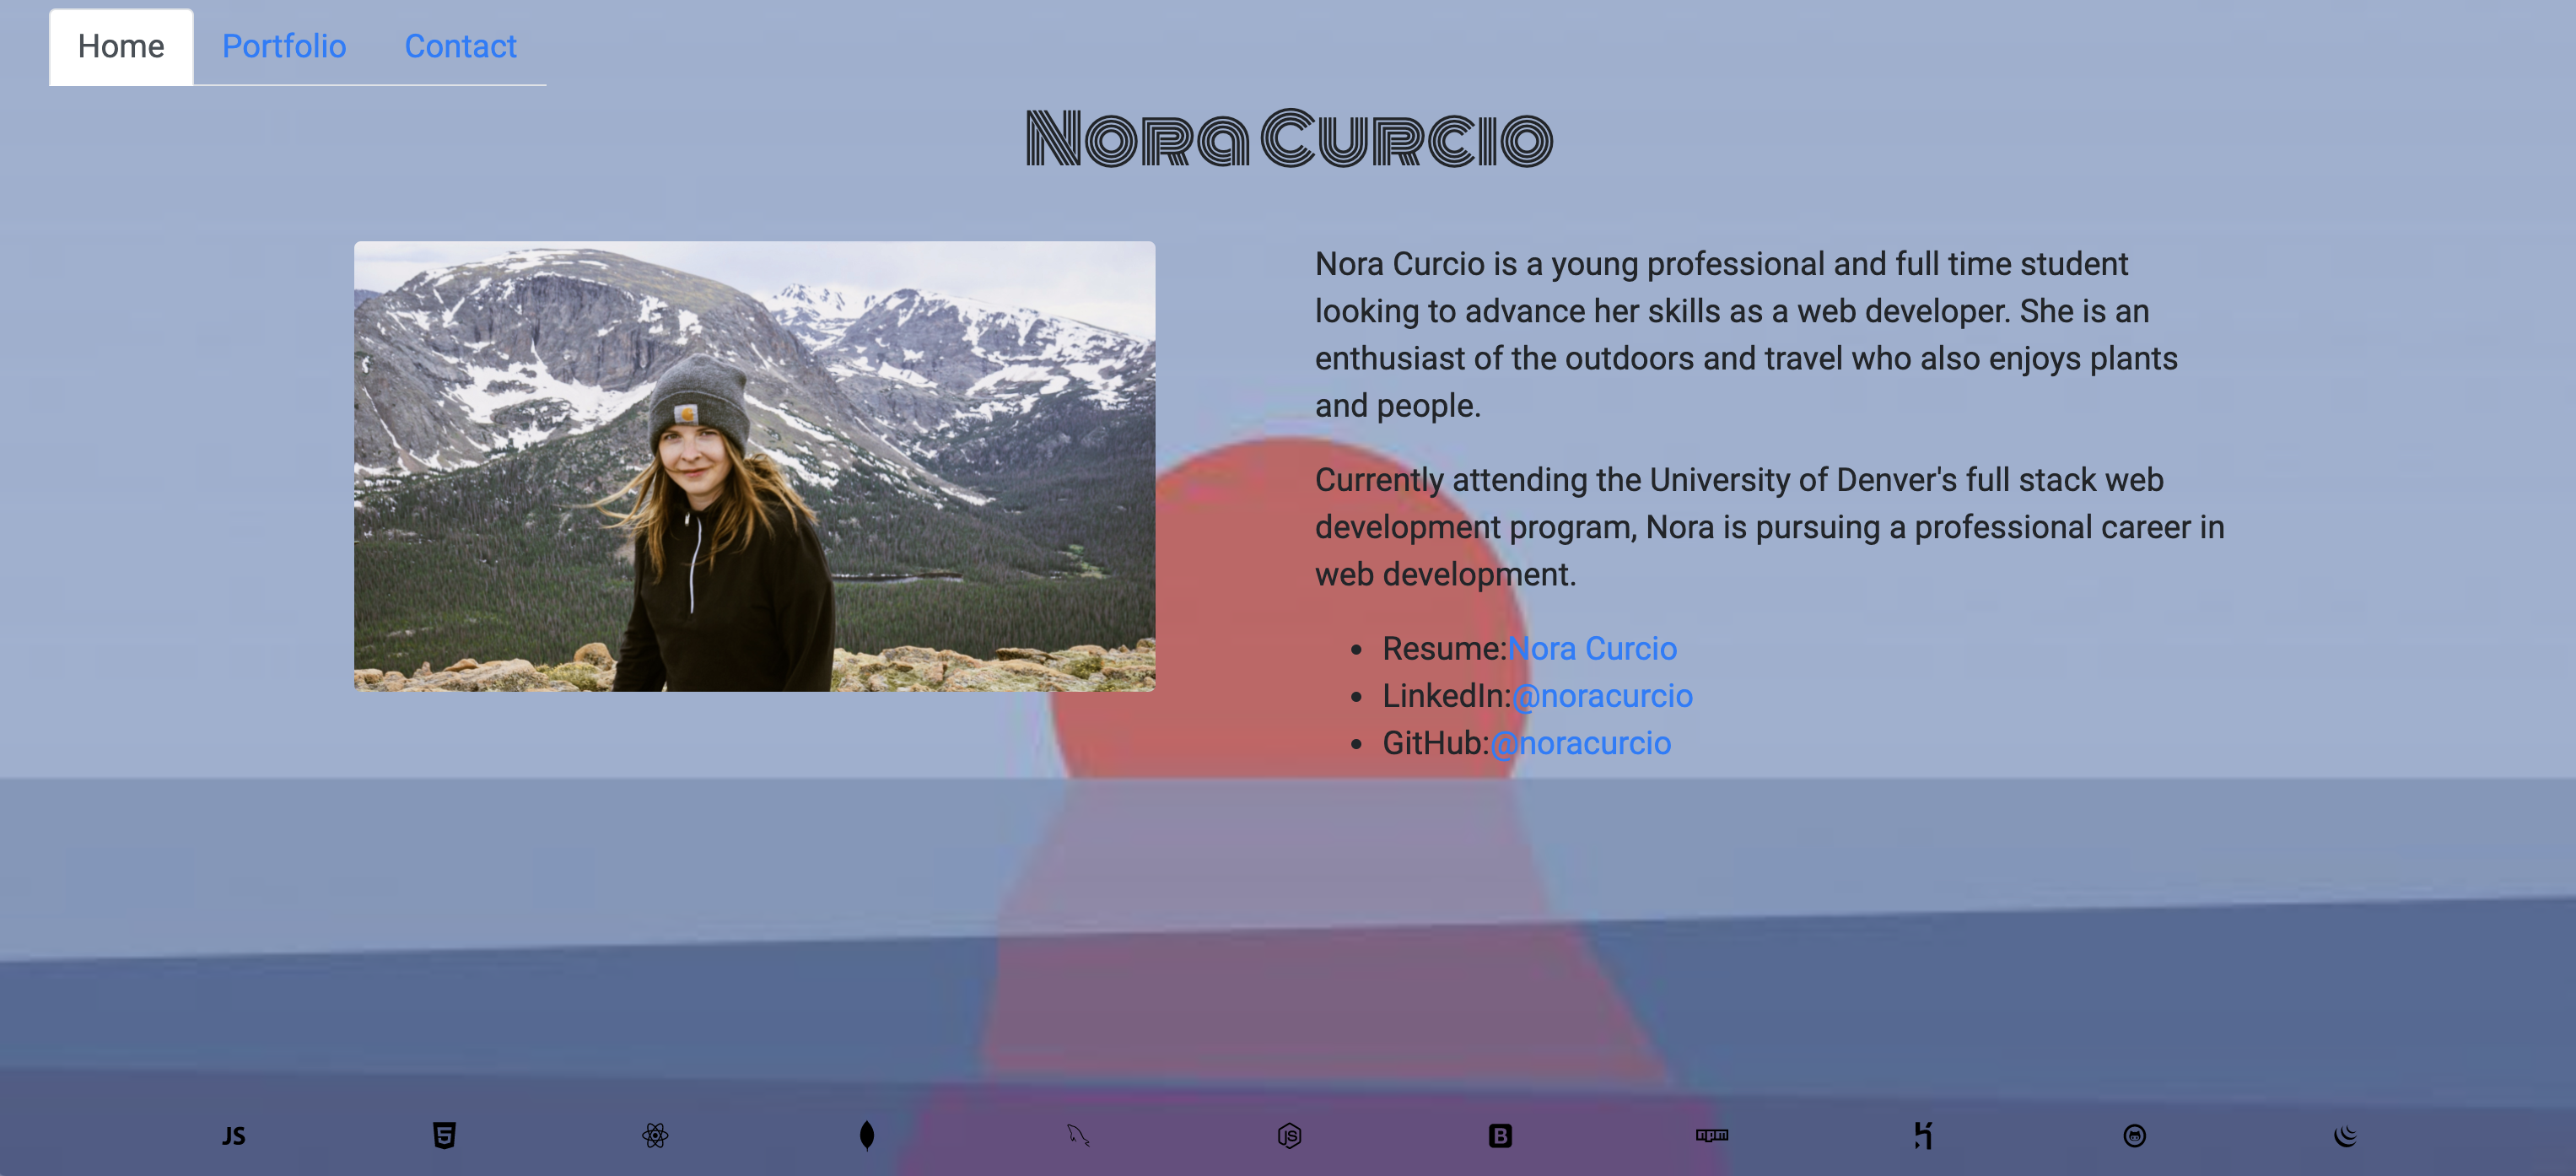 Home Portfolio Contact
Nora Curcio
Nora Curcio is a young professional and full time student
looking to advance her skills as a web developer. She is an
enthusiast of the outdoors and travel who also enjoys plants
and people.
Currently attending the University of Denver's full stack web
development program, Nora is pursuing a professional career in
web development.
• Resume:Nora Curcio
• LinkedIn:@noracurcio
• GitHub:@noracurcio
JS 5 JS B npm